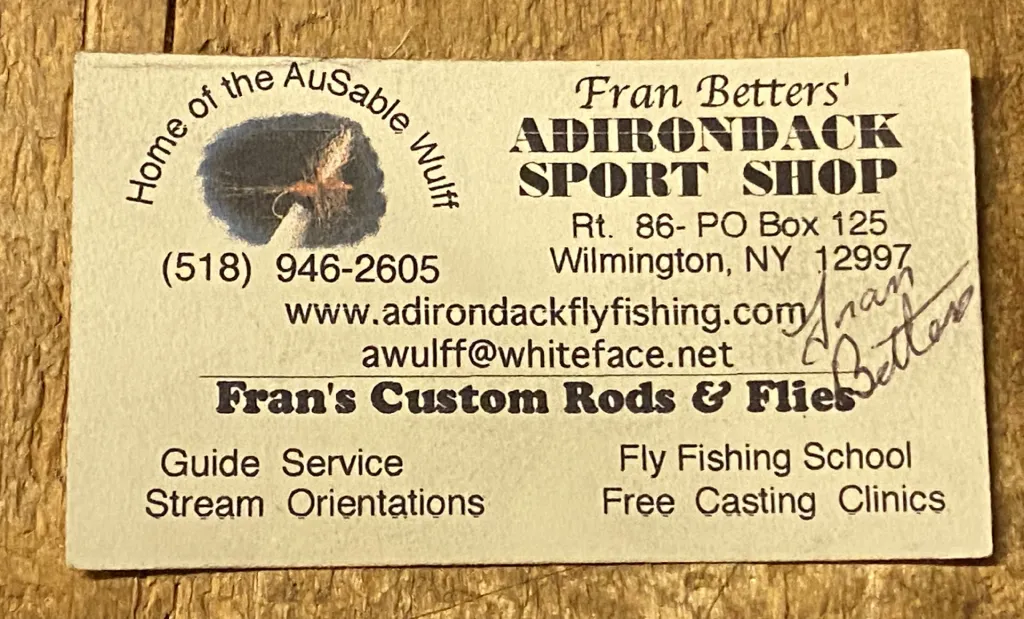 Home of the AuSable Wulff
(518) 946-2605
Fran Betters'
ADIRONDACK
SPORT SHOP
Rt. 86- PO Box 125
Wilmington, NY 12997
www.adirondackflyfishing.com
awulff@whiteface.net
Fran
Betters
Fran's Custom Rods & Flies
Guide Service
Stream Orientations
Fly Fishing School
Free Casting Clinics